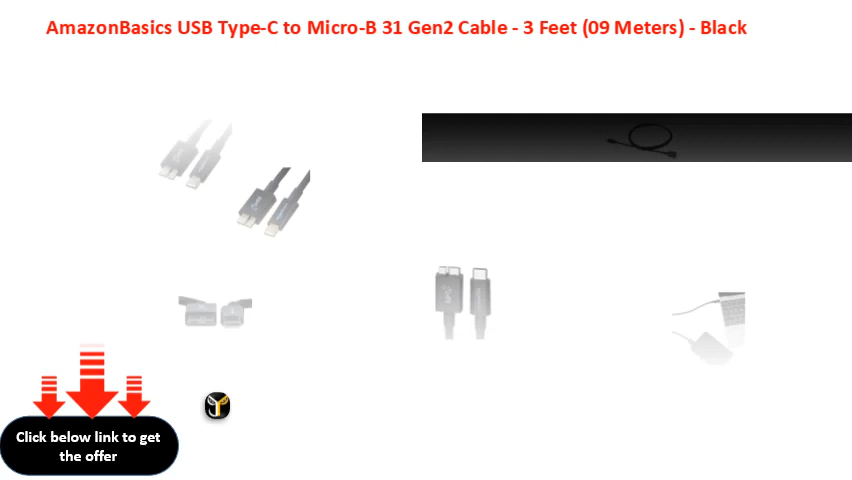 AmazonBasics USB Type-C to Micro-B 31 Gen2 Cable - 3 Feet (09 Meters) - Black
Click below link to get
the offer